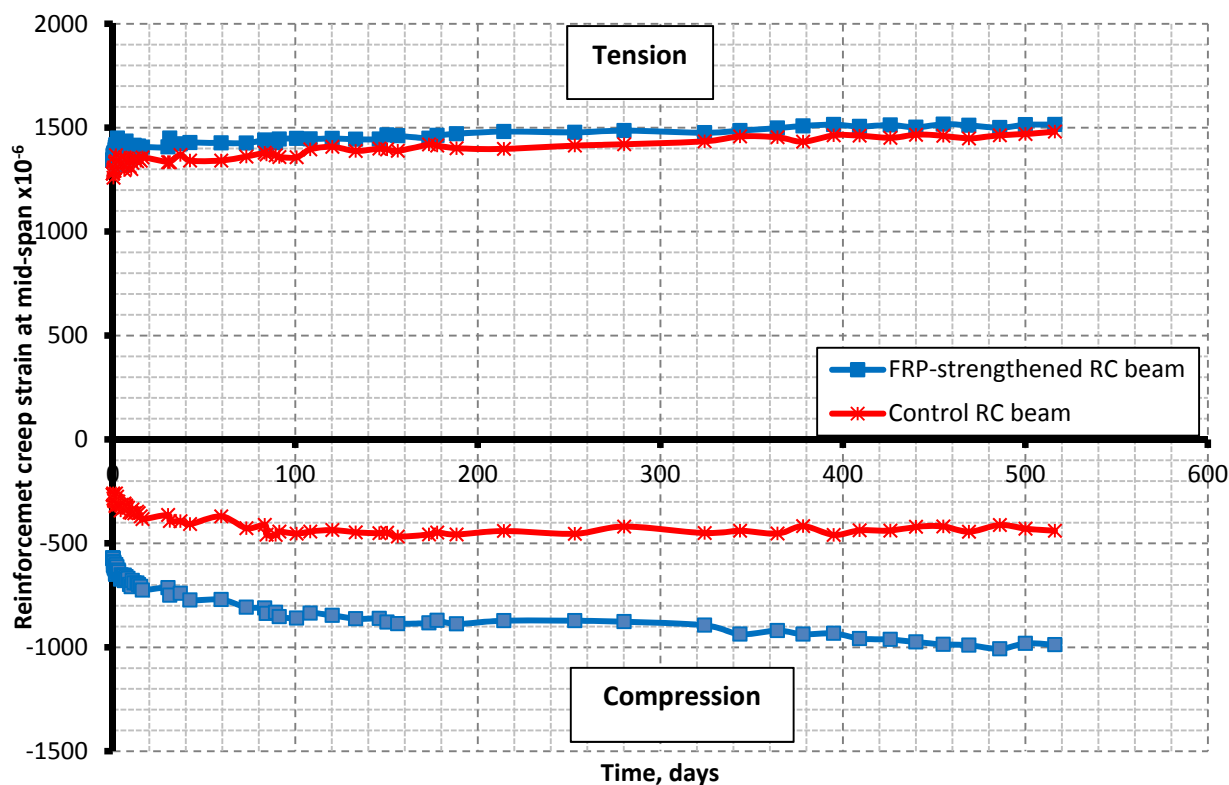 Reinforcemet creep strain at mid-span x10⁻⁶
2000
1500
1000
500
0
-500
-1000
-1500
Tension
FRP-strengthened RC beam
Control RC beam
0 100 200 300 400 500 600
Compression
Time, days